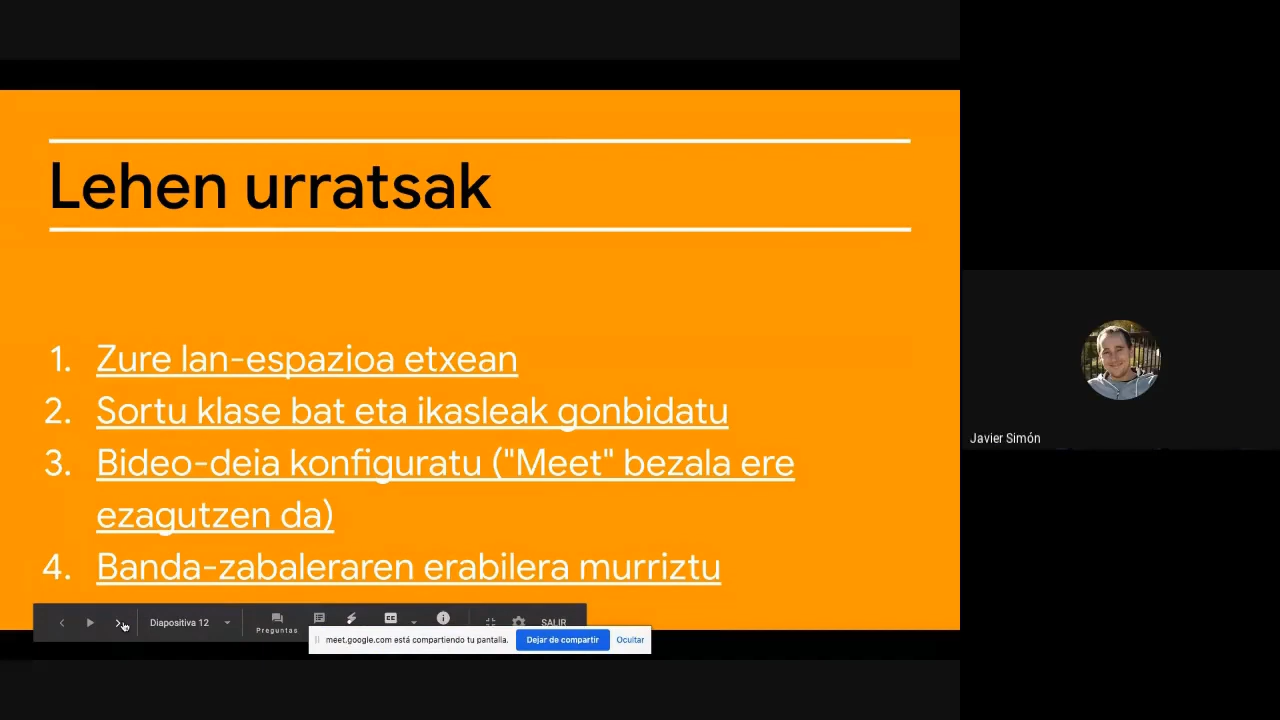 Lehen urratsak
1. Zure lan-espazioa etxean
2. Sortu klase bat eta ikasleak gonbidatu
3. Bideo-deia konfiguratu ("Meet" bezala ere
ezagutzen da)
4. Banda-zabaleraren erabilera murriztu
Diapositiva 12
Preguntas
CC
SALIR
meet.google.com está compartiendo tu pantalla.
Dejar de compartir
Ocultar
Javier Simón